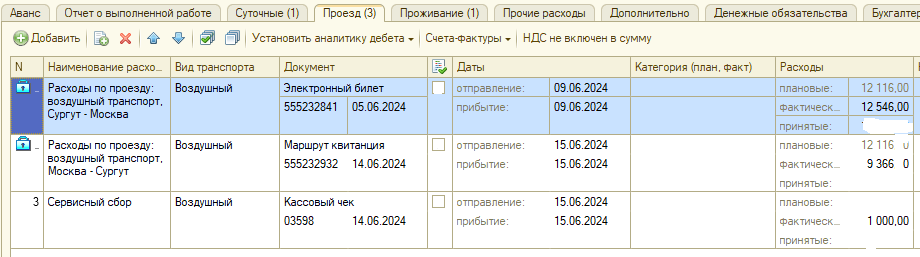 Аванс Отчет о выполненной работе Суточные (1) Проезд (3) Проживание (1) Прочие расходы Дополнительно Денежные обязательства Бухгалтер
Добавить Установить аналитику дебета Счета-фактуры НДС не включен в сумму
N Наименование расхо... Вид транспорта Документ Даты Категория (план, факт) Расходы
Расходы по проезду: Воздушный Электронный билет отправление: 09.06.2024 плановые: 12 116,00
воздушный транспорт, 555232841 05.06.2024 прибытие: 09.06.2024 фактическ... 12 546,00
Сургут - Москва принятые:
Расходы по проезду: Воздушный Маршрут квитанция отправление: 15.06.2024 плановые: 12 116 0
воздушный транспорт, 555232932 14.06.2024 прибытие: 15.06.2024 фактическ... 9 366 0
Москва - Сургут принятые:
3 Сервисный сбор Воздушный Кассовый чек отправление: 15.06.2024 плановые:
03598 14.06.2024 прибытие: 15.06.2024 фактическ... 1 000,00
принятые: